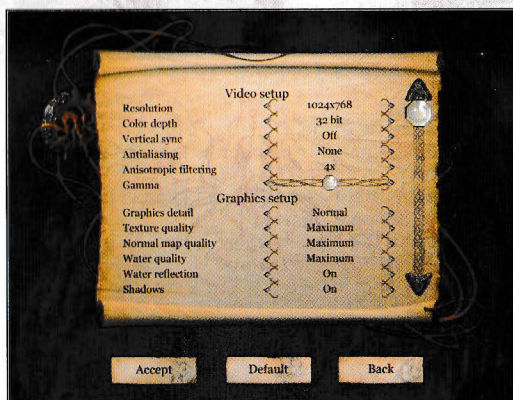 Video setup
Resolution 1024x768
Color depth 32 bit
Vertical sync Off
Antialiasing None
Anisotropic filtering 4x
Gamma
Graphics setup
Graphics detail Normal
Texture quality Maximum
Normal map quality Maximum
Water quality Maximum
Water reflection On
Shadows On
Accept Default Back